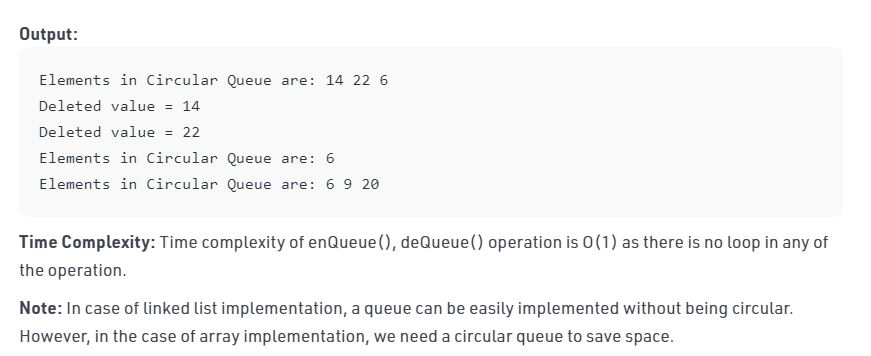 Output:
Elements in Circular Queue are: 14 22 6
Deleted value = 14
Deleted value = 22
Elements in Circular Queue are: 6
Elements in Circular Queue are: 6 9 20
Time Complexity: Time complexity of enQueue(), deQueue() operation is O(1) as there is no loop in any of
the operation.
Note: In case of linked list implementation, a queue can be easily implemented without being circular.
However, in the case of array implementation, we need a circular queue to save space.